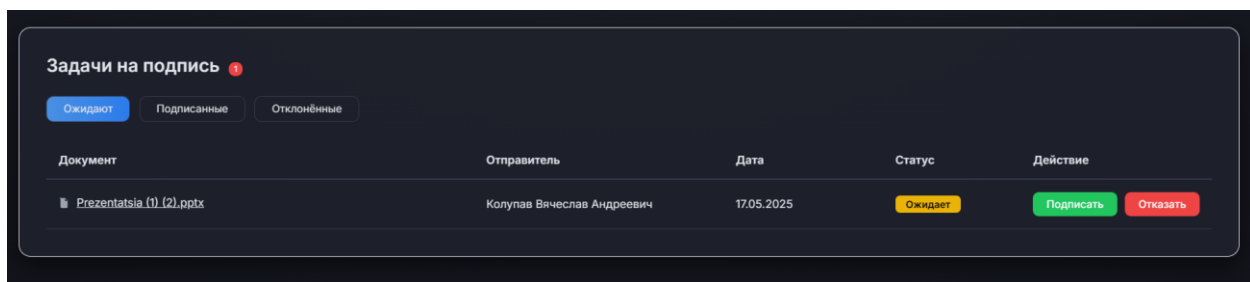 Задачи на подпись 1
Ожидают Подписанные Отклонённые
Документ Отправитель Дата Статус Действие
Prezentatsia (1) (2).pptx Колупав Вячеслав Андреевич 17.05.2025 Ожидает Подписать Отказать